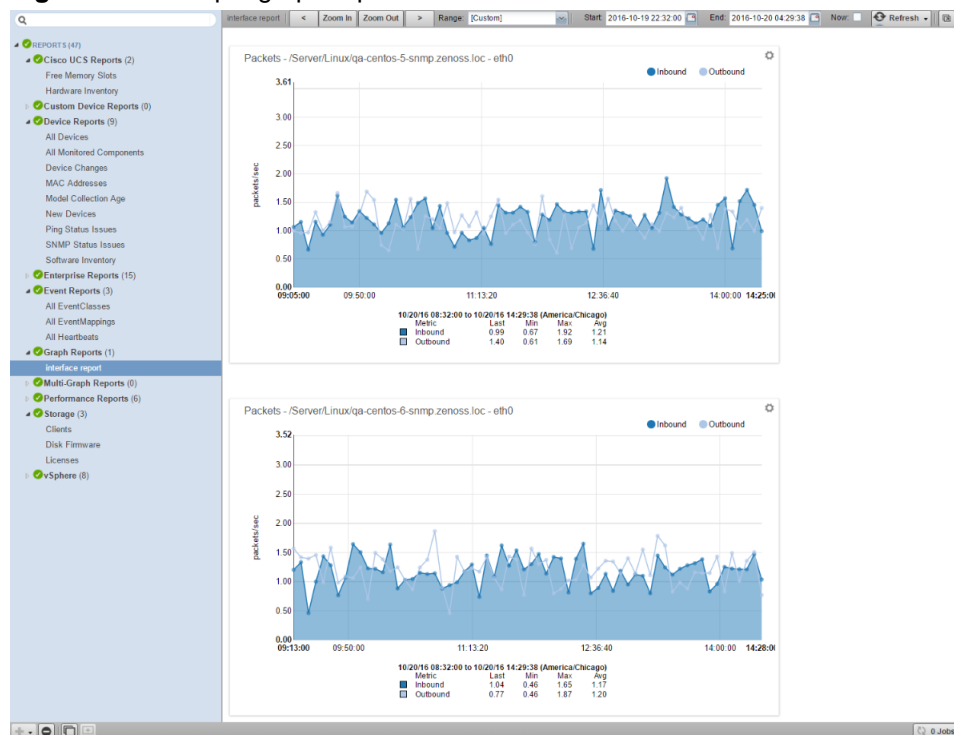 interface report < Zoom In Zoom Out > Range: [Custom] Start: 2016-10-19 22:32:00 End: 2016-10-20 04:29:38 Now: Refresh
REPORTS (47)
Cisco UCS Reports (2)
Free Memory Slots
Hardware Inventory
Custom Device Reports (0)
Device Reports (9)
All Devices
All Monitored Components
Device Changes
MAC Addresses
Model Collection Age
New Devices
Ping Status Issues
SNMP Status Issues
Software Inventory
Enterprise Reports (15)
Event Reports (3)
All EventClasses
All EventMappings
All Heartbeats
Graph Reports (1)
interface report
Multi-Graph Reports (0)
Performance Reports (6)
Storage (3)
Clients
Disk Firmware
Licenses
vSphere (8)
Packets - /Server/Linux/qa-centos-5-snmp.zenoss.loc - eth0
Inbound Outbound
3.61
3.00
2.50
2.00
1.50
1.00
0.50
0.00
packets/sec
09:05:00 09:50:00 11:13:20 12:36:40 14:00:00 14:25:0
10/20/16 08:32:00 to 10/20/16 14:29:38 (America/Chicago)
Metric Last Min Max Avg
Inbound 0.99 0.67 1.92 1.21
Outbound 1.40 0.61 1.69 1.14
Packets - /Server/Linux/qa-centos-6-snmp.zenoss.loc - eth0
Inbound Outbound
3.52
3.00
2.50
2.00
1.50
1.00
0.50
0.00
packets/sec
09:13:00 09:50:00 11:13:20 12:36:40 14:00:00 14:28:0
10/20/16 08:32:00 to 10/20/16 14:29:38 (America/Chicago)
Metric Last Min Max Avg
Inbound 1.04 0.46 1.65 1.17
Outbound 0.77 0.46 1.87 1.20
0 Jobs